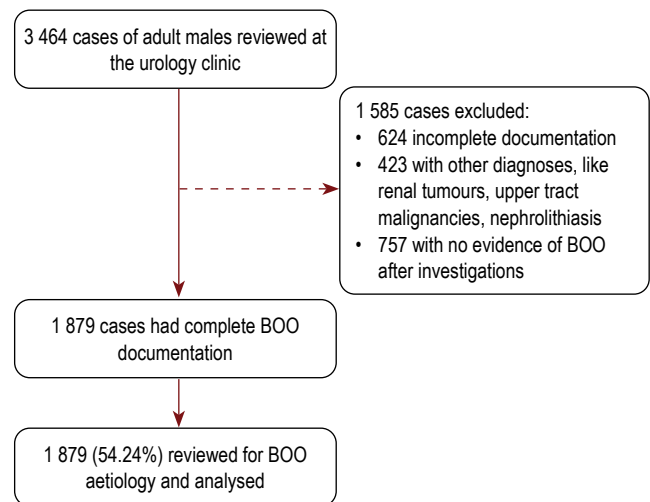 3 464 cases of adult males reviewed at
the urology clinic
1 585 cases excluded:
• 624 incomplete documentation
• 423 with other diagnoses, like
renal tumours, upper tract
malignancies, nephrolithiasis
• 757 with no evidence of BOO
after investigations
1 879 cases had complete BOO
documentation
1 879 (54.24%) reviewed for BOO
aetiology and analysed